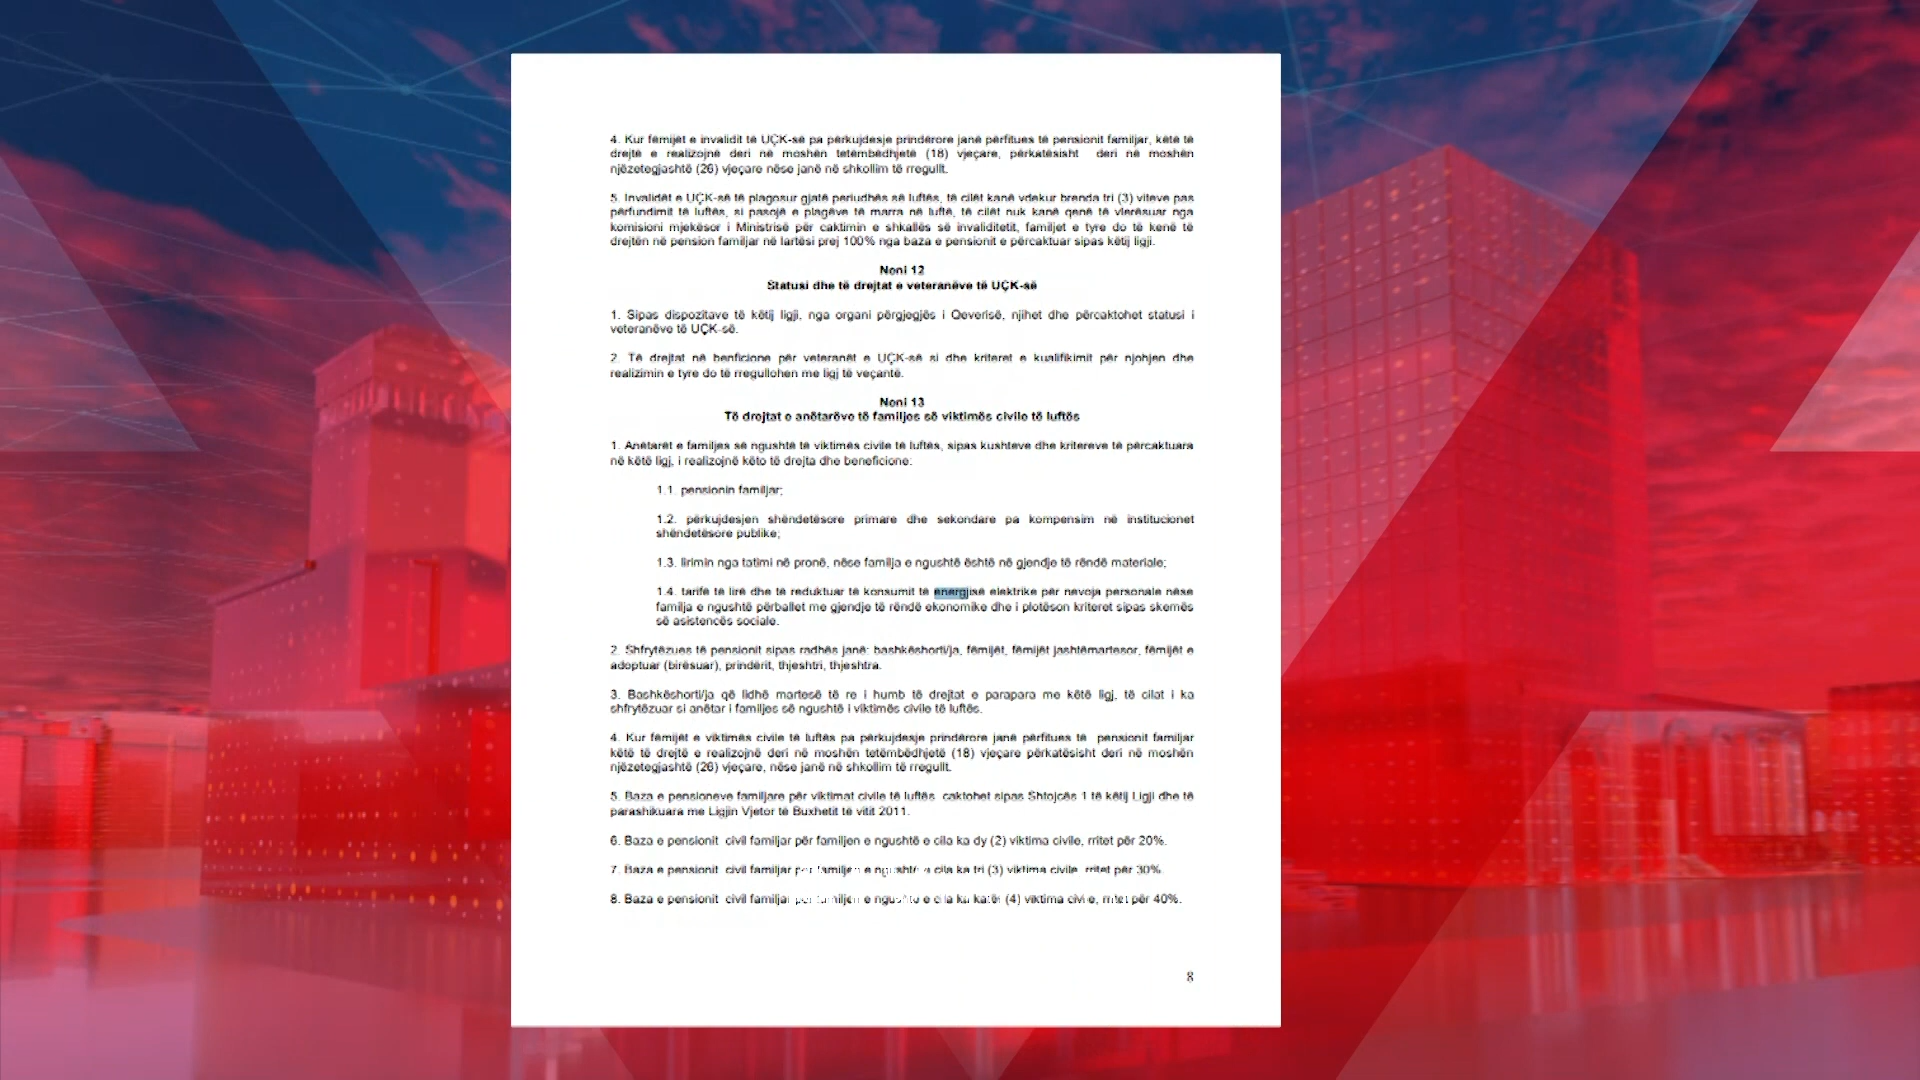 4. Kur fëmijët e invalidit të UÇK-së pa përkujdesje prindërore janë përfitues të pensionit familjar, këtë të
drejtë e realizojnë deri në moshën tetëmbëdhjetë (18) vjeçare, përkatësisht deri në moshën
njëzetegjashtë (26) vjeçare nëse janë në shkollim të rregullt.
5. Invalidët e UÇK-së të plagosur gjatë periudhës së luftës, të cilët kanë vdekur brenda tri (3) viteve pas
përfundimit të luftës, si pasojë e plagëve të marra në luftë, të cilët nuk kanë qenë të vlerësuar nga
komisioni mjekësor i Ministrisë për caktimin e shkallës së invaliditetit, familjet e tyre do të kenë të
drejtën në pension familjar në lartësi prej 100% nga baza e pensionit e përcaktuar sipas këtij ligji.
Neni 12
Statusi dhe të drejtat e veteranëve të UÇK-së
1. Sipas dispozitave të këtij ligji, nga organi përgjegjës i Qeverisë, njihet dhe përcaktohet statusi i
veteranëve të UÇK-së.
2. Të drejtat në benficione për veteranët e UÇK-së si dhe kriteret e kualifikimit për njohjen dhe
realizimin e tyre do të rregullohen me ligj të veçantë.
Neni 13
Të drejtat e anëtarëve të familjes së viktimës civile të luftës
1. Anëtarët e familjes së ngushtë të viktimës civile të luftës, sipas kushteve dhe kritereve të përcaktuara
në këtë ligj, i realizojnë këto të drejta dhe beneficione:
1.1. pensionin familjar;
1.2. përkujdesjen shëndetësore primare dhe sekondare pa kompensim në institucionet
shëndetësore publike;
1.3. lirimin nga tatimi në pronë, nëse familja e ngushtë është në gjendje të rëndë materiale;
1.4. tarifë të lirë dhe të reduktuar të konsumit të energjisë elektrike për nevoja personale nëse
familja e ngushtë përballet me gjendje të rëndë ekonomike dhe i plotëson kriteret sipas skemës
së asistencës sociale.
2. Shfrytëzues të pensionit sipas radhës janë: bashkëshorti/ja, fëmijët, fëmijët jashtëmartesor, fëmijët e
adoptuar (birësuar), prindërit, thjeshtri, thjeshtra.
3. Bashkëshorti/ja që lidhë martesë të re i humb të drejtat e parapara me këtë ligj, të cilat i ka
shfrytëzuar si anëtar i familjes së ngushtë i viktimës civile të luftës.
4. Kur fëmijët e viktimës civile të luftës pa përkujdesje prindërore janë përfitues të pensionit familjar
këtë të drejtë e realizojnë deri në moshën tetëmbëdhjetë (18) vjeçare përkatësisht deri në moshën
njëzetegjashtë (26) vjeçare, nëse janë në shkollim të rregullt.
5. Baza e pensioneve familjare për viktimat civile të luftës caktohet sipas Shtojcës 1 të këtij Ligji dhe të
parashikuara me Ligjin Vjetor të Buxhetit të vitit 2011.
6. Baza e pensionit civil familjar për familjen e ngushtë e cila ka dy (2) viktima civile, rritet për 20%.
7. Baza e pensionit civil familjar për familjen e ngushtë e cila ka tri (3) viktima civile, rritet për 30%.
8. Baza e pensionit civil familjar për familjen e ngushtë e cila ka katër (4) viktima civile, rritet për 40%.
8